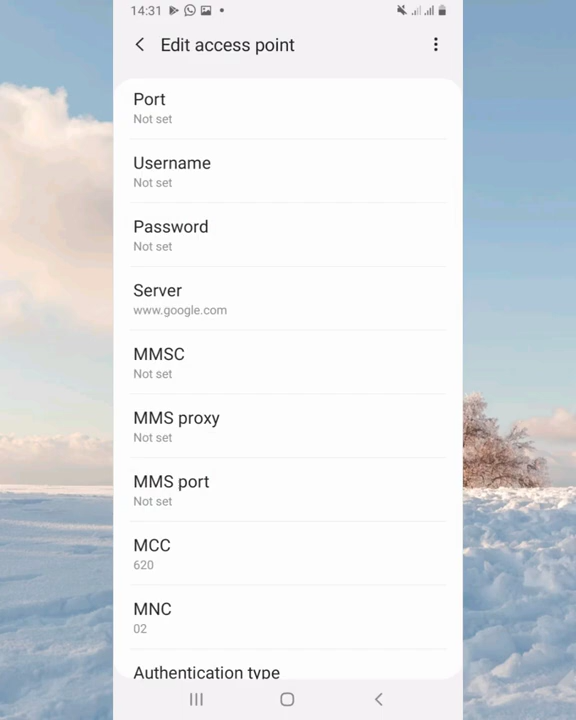 14:31
Edit access point
Port
Not set
Username
Not set
Password
Not set
Server
www.google.com
MMSC
Not set
MMS proxy
Not set
MMS port
Not set
MCC
620
MNC
02
Authentication type